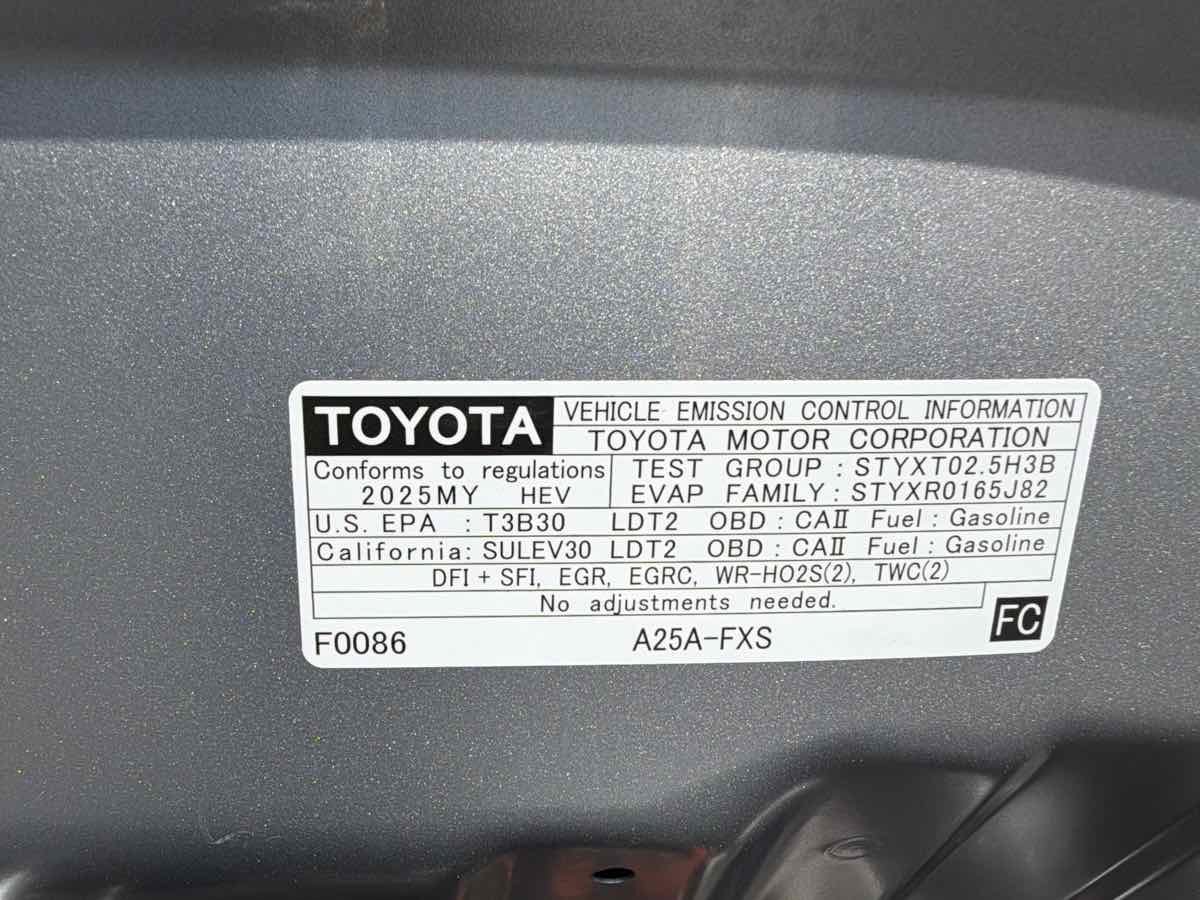 TOYOTA VEHICLE EMISSION CONTROL INFORMATION
TOYOTA MOTOR CORPORATION
Conforms to regulations TEST GROUP : STYXT02.5H3B
2025MY HEV EVAP FAMILY : STYXR0165J82
U.S. EPA : T3B30 LDT2 OBD : CAⅡ Fuel : Gasoline
California: SULEV30 LDT2 OBD : CAⅡ Fuel : Gasoline
DFI + SFI, EGR, EGRC, WR-HO2S(2), TWC(2)
No adjustments needed.
F0086 A25A-FXS FC